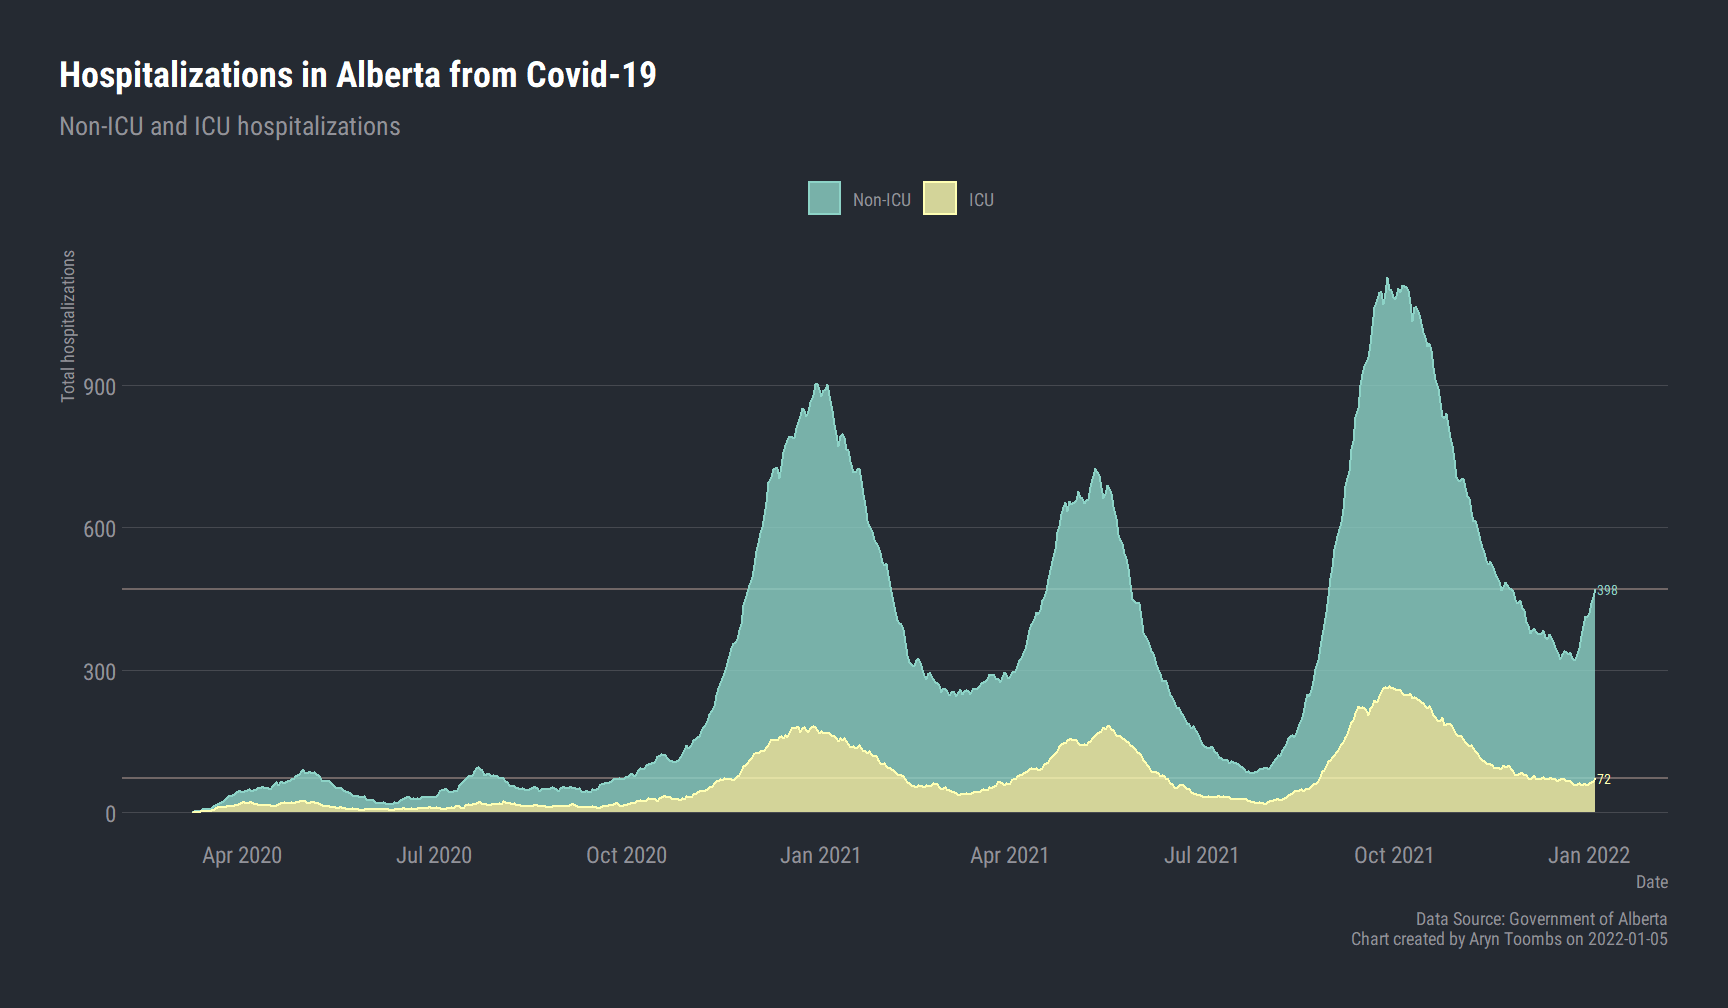 Hospitalizations in Alberta from Covid-19
Non-ICU and ICU hospitalizations
Non-ICU ICU
Total hospitalizations
900
600
300
0
398
72
Apr 2020 Jul 2020 Oct 2020 Jan 2021 Apr 2021 Jul 2021 Oct 2021 Jan 2022
Date
Data Source: Government of Alberta
Chart created by Aryn Toombs on 2022-01-05